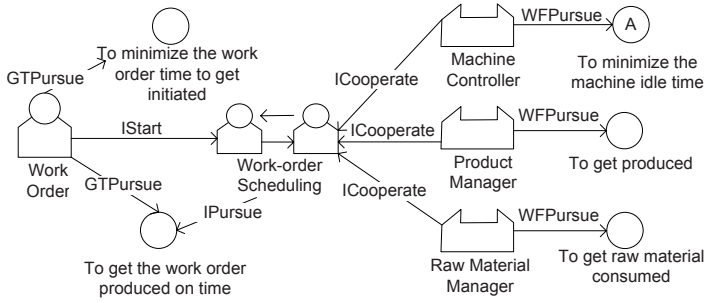 GTPursue
To minimize the work
order time to get
initiated
IStart
Work
Order
GTPursue
Work-order
Scheduling
IPursue
To get the work order
produced on time
ICooperate
Machine
Controller
WFPursue
A
To minimize the
machine idle time
ICooperate
Product
Manager
WFPursue
To get produced
ICooperate
Raw Material
Manager
WFPursue
To get raw material
consumed